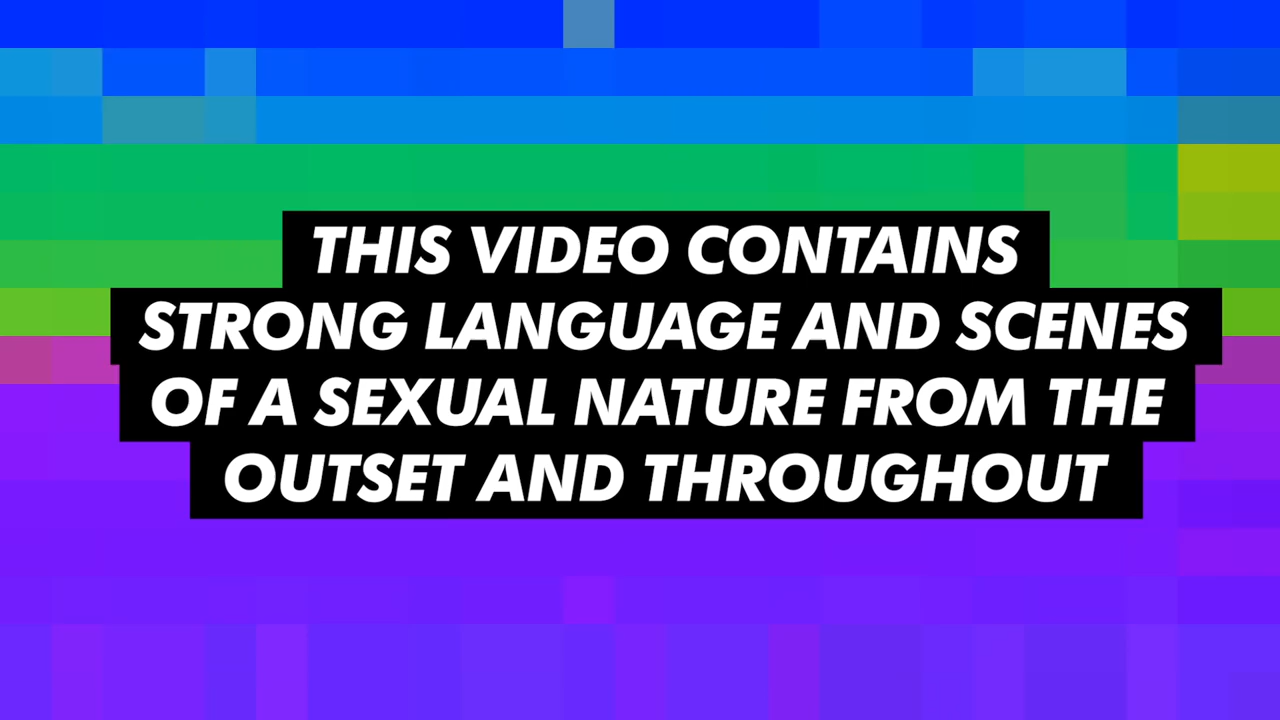 THIS VIDEO CONTAINS
STRONG LANGUAGE AND SCENES
OF A SEXUAL NATURE FROM THE
OUTSET AND THROUGHOUT